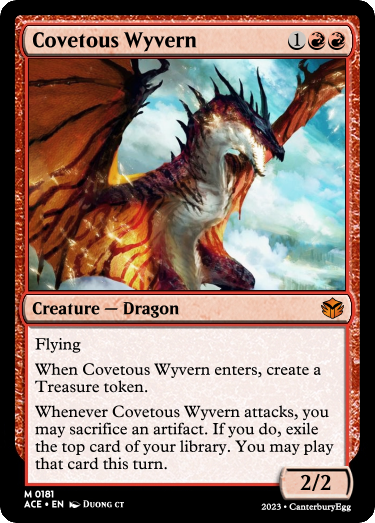 Covetous Wyvern 1
Creature — Dragon
Flying
When Covetous Wyvern enters, create a
Treasure token.
Whenever Covetous Wyvern attacks, you
may sacrifice an artifact. If you do, exile
the top card of your library. You may play
that card this turn.
2/2
M 0181
ACE • EN Duong ct
2023 • CanterburyEgg